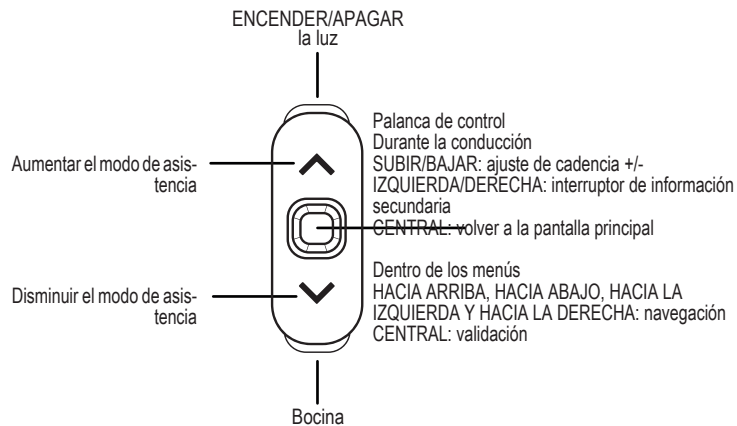 ENCENDER/APAGAR
la luz
Aumentar el modo de asis-
tencia
Palanca de control
Durante la conducción
SUBIR/BAJAR: ajuste de cadencia +/-
IZQUIERDA/DERECHA: interruptor de información
secundaria
CENTRAL: volver a la pantalla principal
Disminuir el modo de asis-
tencia
Dentro de los menús
HACIA ARRIBA, HACIA ABAJO, HACIA LA
IZQUIERDA Y HACIA LA DERECHA: navegación
CENTRAL: validación
Bocina